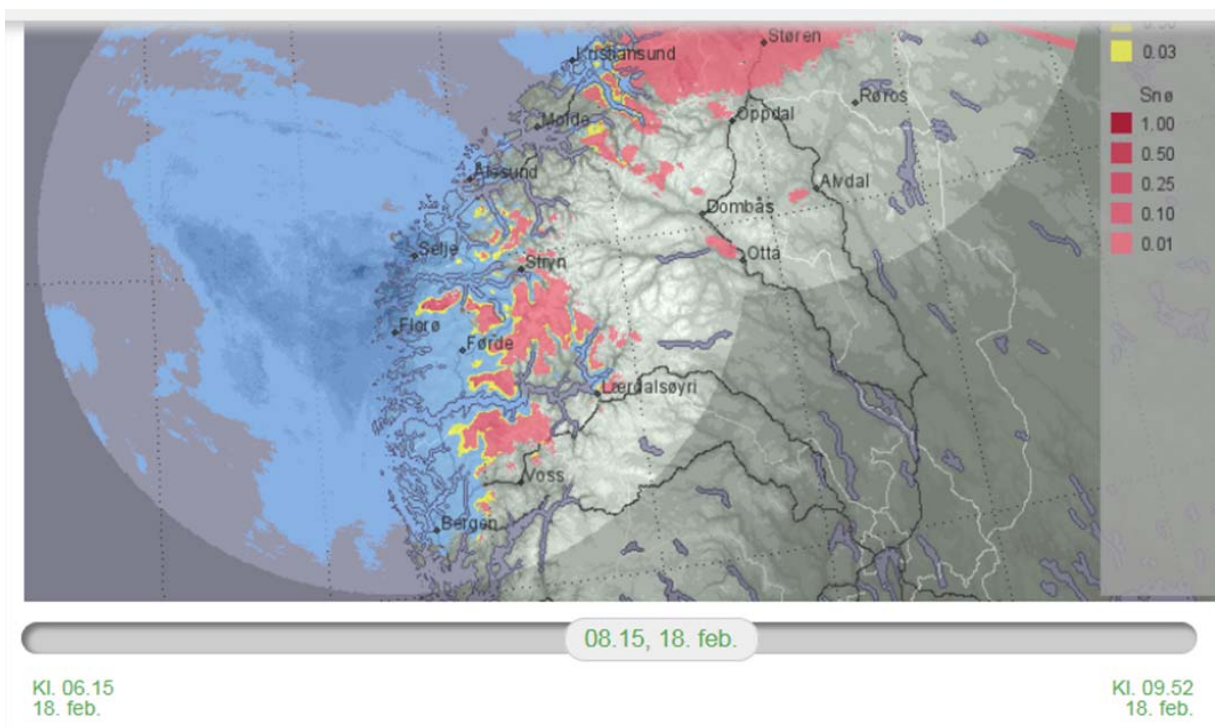 Kristiansund
Støren
0.03
Røros
Snø
Molde
Oppdal
1.00
0.50
Ålesund
Alvdal
0.25
Dombås
0.10
Selje
Otta
0.01
Stryn
Florø
Førde
Lærdalsøyri
Voss
Bergen
08.15, 18. feb.
Kl. 06.15
18. feb.
Kl. 09.52
18. feb.